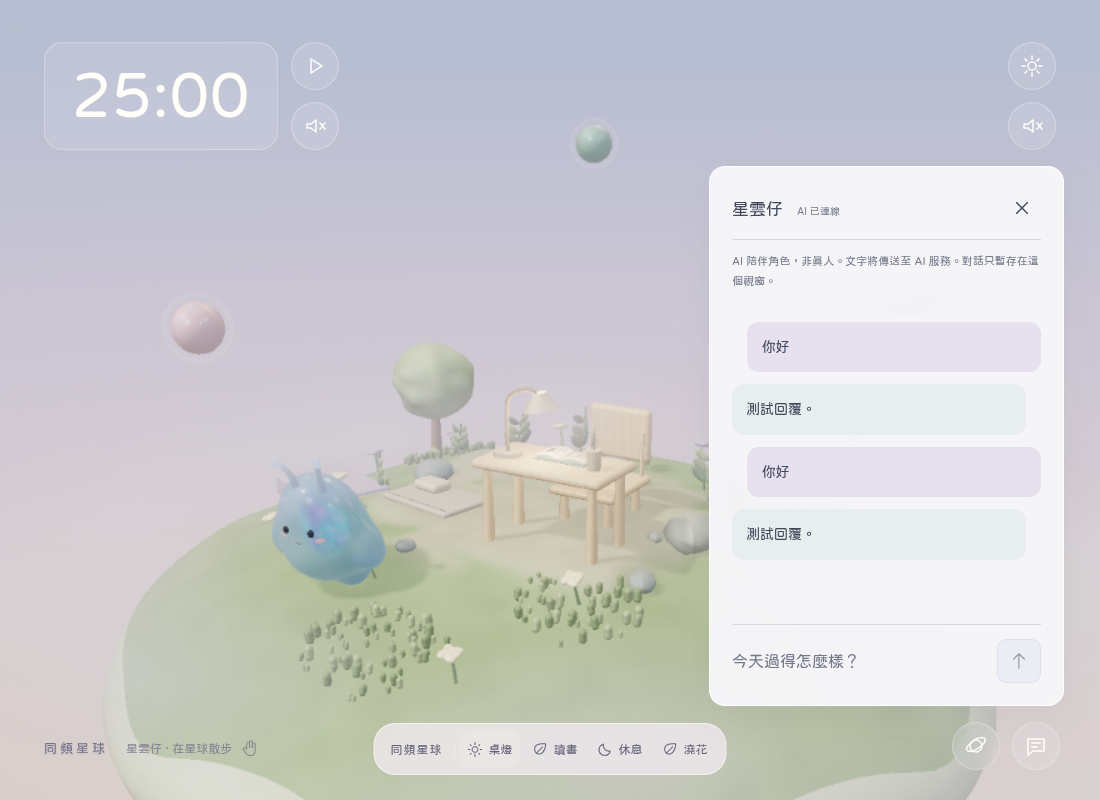 25:00
星雲仔 AI 已連線
AI 陪伴角色，非真人。文字將傳送至 AI 服務。對話只暫存在這
個視窗。
你好
測試回覆。
你好
測試回覆。
今天過得怎麼樣？
同頻星球 星雲仔 · 在星球散步
同頻星球 桌燈 讀書 休息 澆花